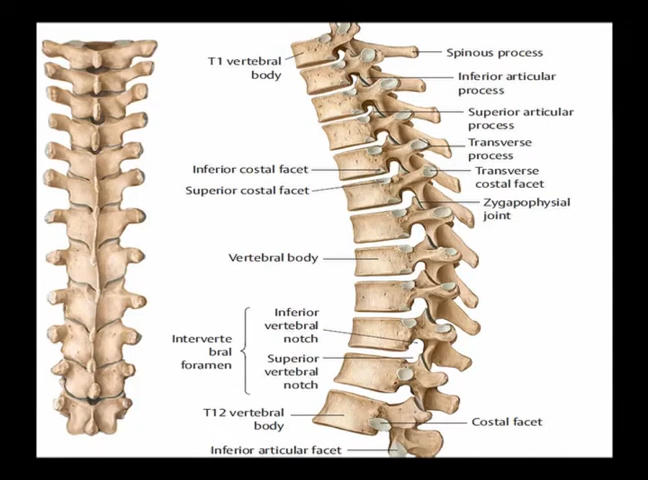 T1 vertebral
body
Spinous process
Inferior articular
process
Superior articular
process
Transverse
process
Inferior costal facet
Transverse
costal facet
Superior costal facet
Zygapophysial
joint
Vertebral body
Inferior
vertebral
notch
Interverte
bral
foramen
Superior
vertebral
notch
T12 vertebral
body
Costal facet
Inferior articular facet